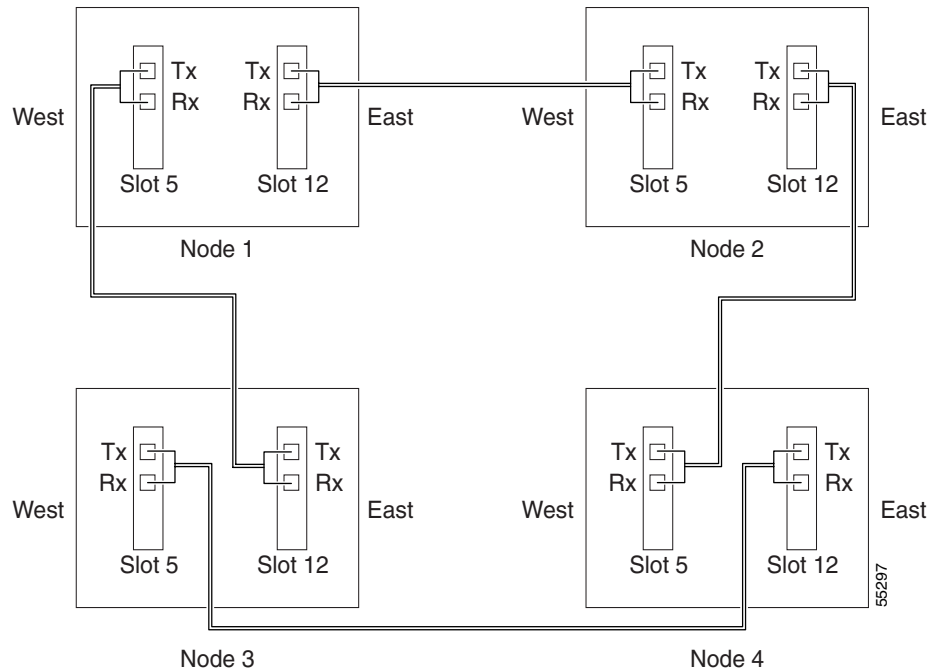 Tx Tx Tx Tx
Rx Rx Rx Rx
West East West East
Slot 5 Slot 12 Slot 5 Slot 12
Node 1 Node 2
Tx Tx Tx Tx
Rx Rx Rx Rx
West East West East
Slot 5 Slot 12 Slot 5 Slot 12
55297
Node 3 Node 4